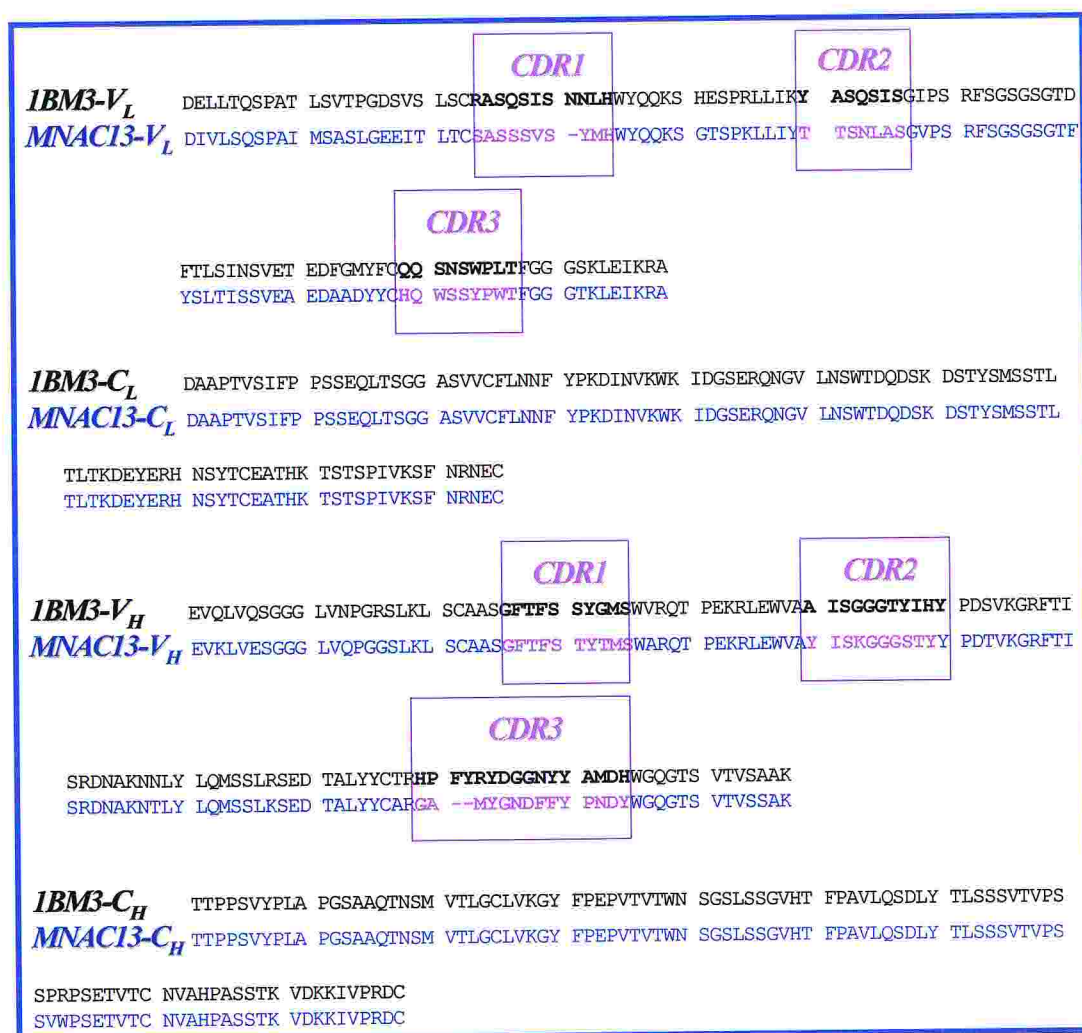 CDR1 CDR2
1BM3-VL DELLTQSPAT LSVTPGDSVS LSCRASQSIS NNLHWYQQKS HESPRLLIKY ASQSISGIPS RFSGSGSGTD
MNAC13-VL DIVLSQSPAI MSASLGEEIT LTCSASSSVS -YMHWYQQKSGTSPKLLIYT TSNLASGVPS RFSGSGSGTF
CDR3
FTLSINSVET EDFGMYFCQQ SNSWPLTFGG GSKLEIKRA
YSLTISSVEA EDAADYYCHQ WSSYPWTFGG GTKLEIKRA
1BM3-CL DAAPTVSIFP PSSEQLTSGG ASVVCFLNNF YPKDINVKWK IDGSERQNGV LNSWTDQDSK DSTYSMSSTL
MNAC13-CL DAAPTVSIFP PSSEQLTSGG ASVVCFLNNF YPKDINVKWK IDGSERQNGV LNSWTDQDSK DSTYSMSSTL
TLTKDEYERH NSYTCEATHK TSTSPIVKSF NRNEC
TLTKDEYERH NSYTCEATHK TSTSPIVKSF NRNEC
CDR1 CDR2
1BM3-VH EVQLVQSGGG LVNPGRSLKL SCAASGFTFS SYGMSWVRQT PEKRLEWVAA ISGGGTYIHY PDSVKGRFTI
MNAC13-VH EVKLVESGGG LVQPGGSLKL SCAASGFTFS TYTMSWARQT PEKRLEWVAY ISKGGGSTYY PDTVKGRFTI
CDR3
SRDNAKNNLY LQMSSLRSED TALYYCTRHP FYRYDGGNYY AMDHWGQGTS VTVSAAK
SRDNAKNTLY LQMSSLKSED TALYYCARGA --MYGNDFFY PNDYWGQGTS VTVSSAK
1BM3-CH TTPPSVYPLA PGSAAQTNSM VTLGCLVKGY FPEPVTVTWN SGSLSSGVHT FPAVLQSDLY TLSSSVTVPS
MNAC13-CH TTPPSVYPLA PGSAAQTNSM VTLGCLVKGY FPEPVTVTWN SGSLSSGVHT FPAVLQSDLY TLSSSVTVPS
SPRPSETVTC NVAHPASSTK VDKKIVPRDC
SVWPSETVTC NVAHPASSTK VDKKIVPRDC